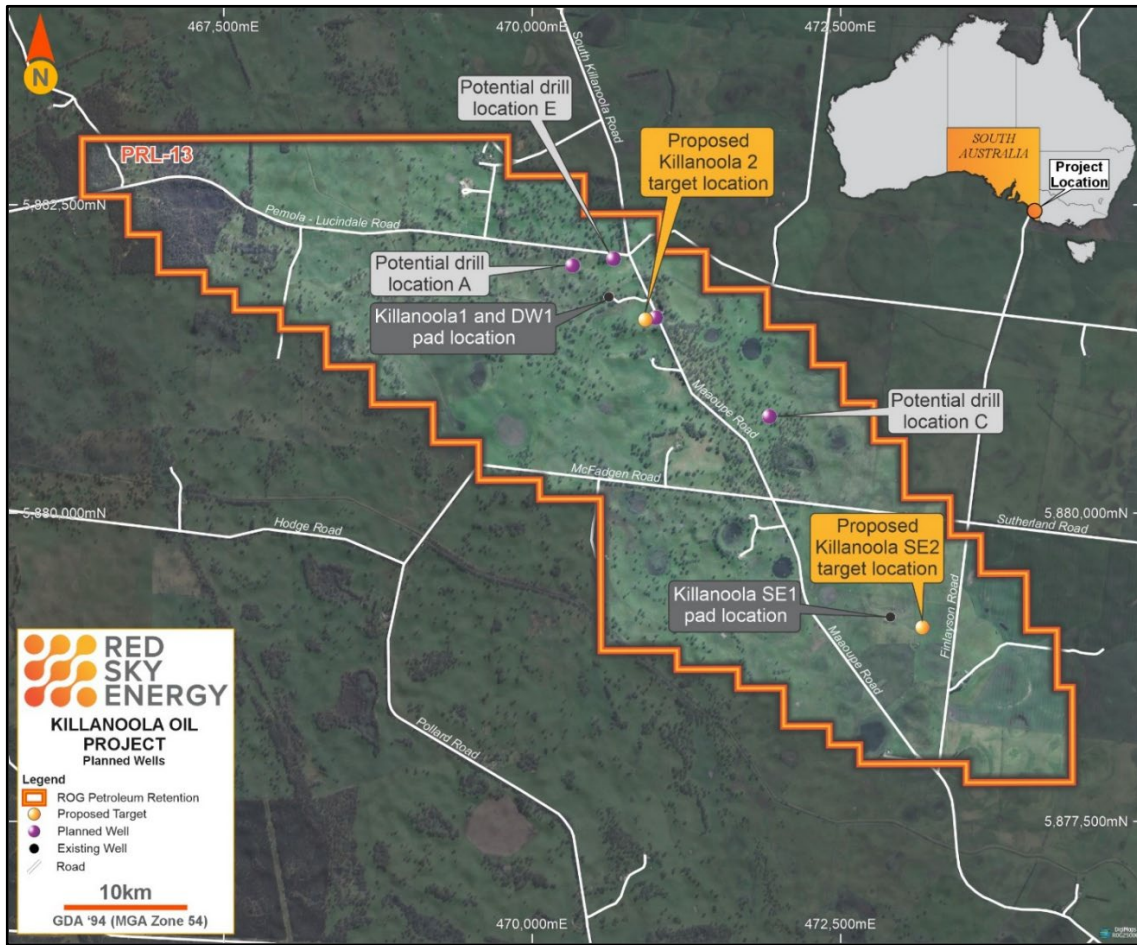 467,500mE
470,000mE
472,500mE
N
South Killanoola Road
Potential drill
location E
Proposed
Killanoola 2
target location
SOUTH
AUSTRALIA
Project
Location
PRL-13
5,882,500mN
Penola - Lucindale Road
Potential drill
location A
Killanoola1 and DW1
pad location
Maaoupe Road
Potential drill
location C
McFadgen Road
5,880,000mN
5,880,000mN
Hodge Road
Sutherland Road
Proposed
Killanoola SE2
target location
Killanoola SE1
pad location
Finlayson Road
Maaoupe Road
Pollard Road
5,877,500mN
RED
SKY
ENERGY
KILLANOOLA OIL
PROJECT
Planned Wells
Legend
ROG Petroleum Retention
Proposed Target
Planned Well
Existing Well
Road
10km
GDA '94 (MGA Zone 54)
470,000mE
472,500mE